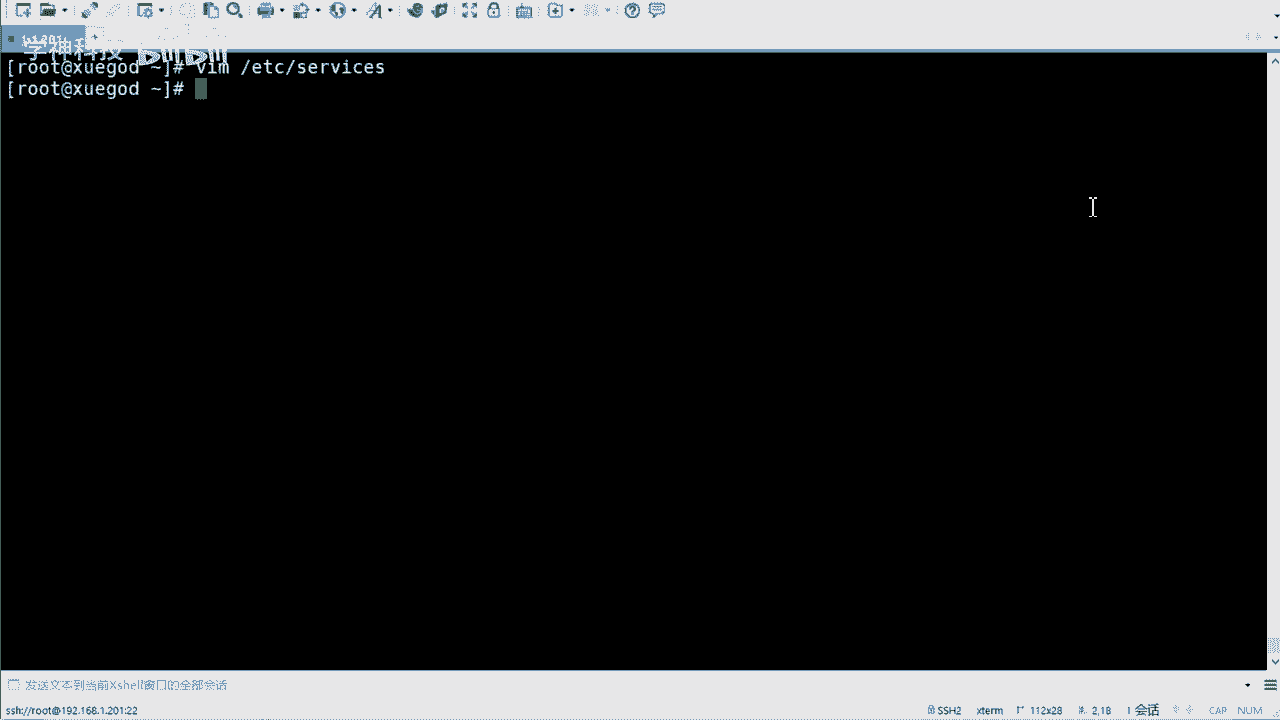 学神科技 bilibili
[root@xuegod ~]# vim /etc/services
[root@xuegod ~]#
发送文本到当前Xshell窗口的全部会话
ssh://root@192.168.1.201:22
SSH2
xterm
112x28
2,18
1 会话
CAP
NUM